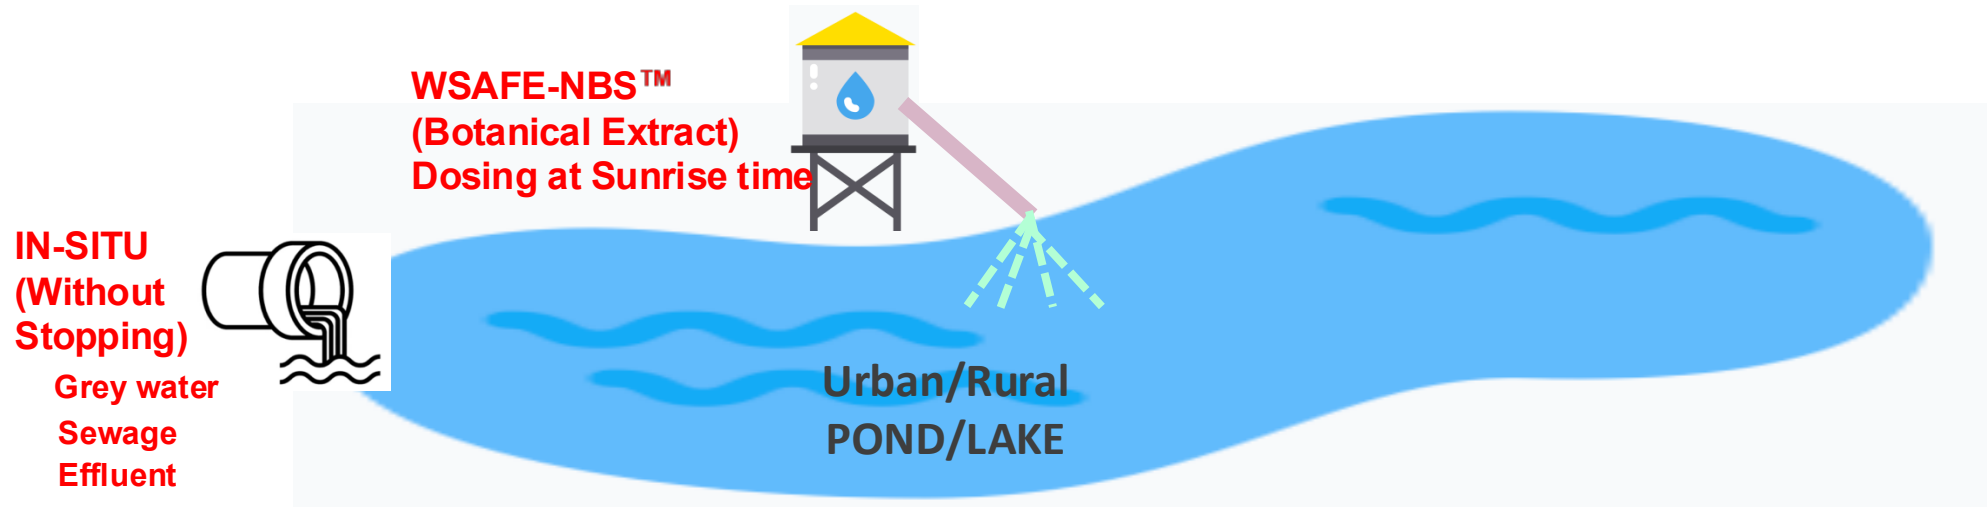 WSAFE-NBS™
(Botanical Extract)
Dosing at Sunrise time
IN-SITU
(Without
Stopping)
Grey water
Sewage
Effluent
Urban/Rural
POND/LAKE